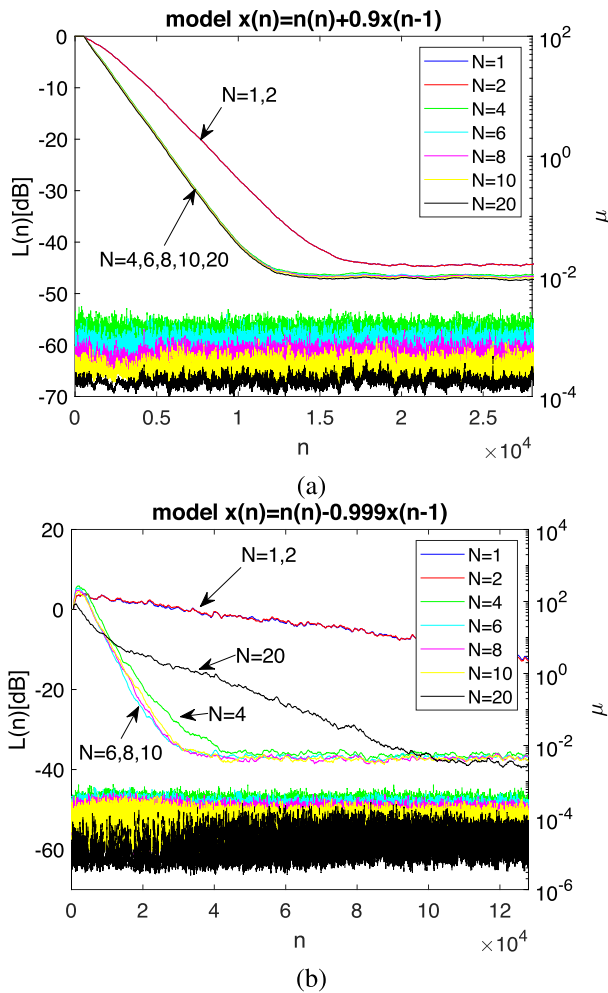 model x(n)=n(n)+0.9x(n-1)
0
-10
-20
-30
-40
-50
-60
-70
L(n)[dB]
10^2
10^0
10^-2
10^-4
μ
N=1,2
N=4,6,8,10,20
N=1
N=2
N=4
N=6
N=8
N=10
N=20
0
0.5
1
1.5
2
2.5
×10^4
n
(a)
model x(n)=n(n)-0.999x(n-1)
20
0
-20
-40
-60
L(n)[dB]
10^4
10^2
10^0
10^-2
10^-4
10^-6
μ
N=1,2
N=20
N=4
N=6,8,10
N=1
N=2
N=4
N=6
N=8
N=10
N=20
0
2
4
6
8
10
12
×10^4
n
(b)